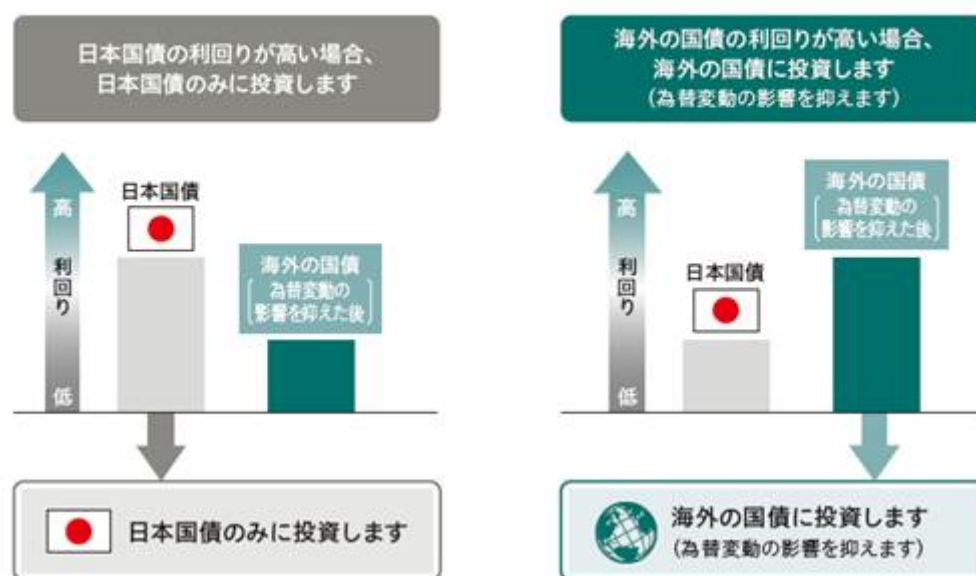 日本国債の利回りが高い場合、
日本国債のみに投資します
高
利回り
低
日本国債
海外の国債
為替変動の
影響を抑えた後
日本国債のみに投資します
海外の国債の利回りが高い場合、
海外の国債に投資します
(為替変動の影響を抑えます)
高
利回り
低
日本国債
海外の国債
為替変動の
影響を抑えた後
海外の国債に投資します
(為替変動の影響を抑えます)